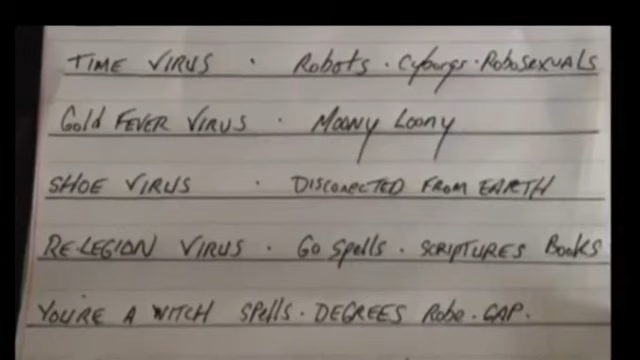 TIME VIRUS · ROBOTS · Cyborgs · ROBOSEXUALS
Gold FEVER VIRUS · MOONY LOONY
SHOE VIRUS · DISCONECTED FROM EARTH
RE-LEGION VIRUS · GO SPells · SCRIPTURES BOOKS
YOU'RE A WITCH SPElls · DEGREES Robe · CAP.